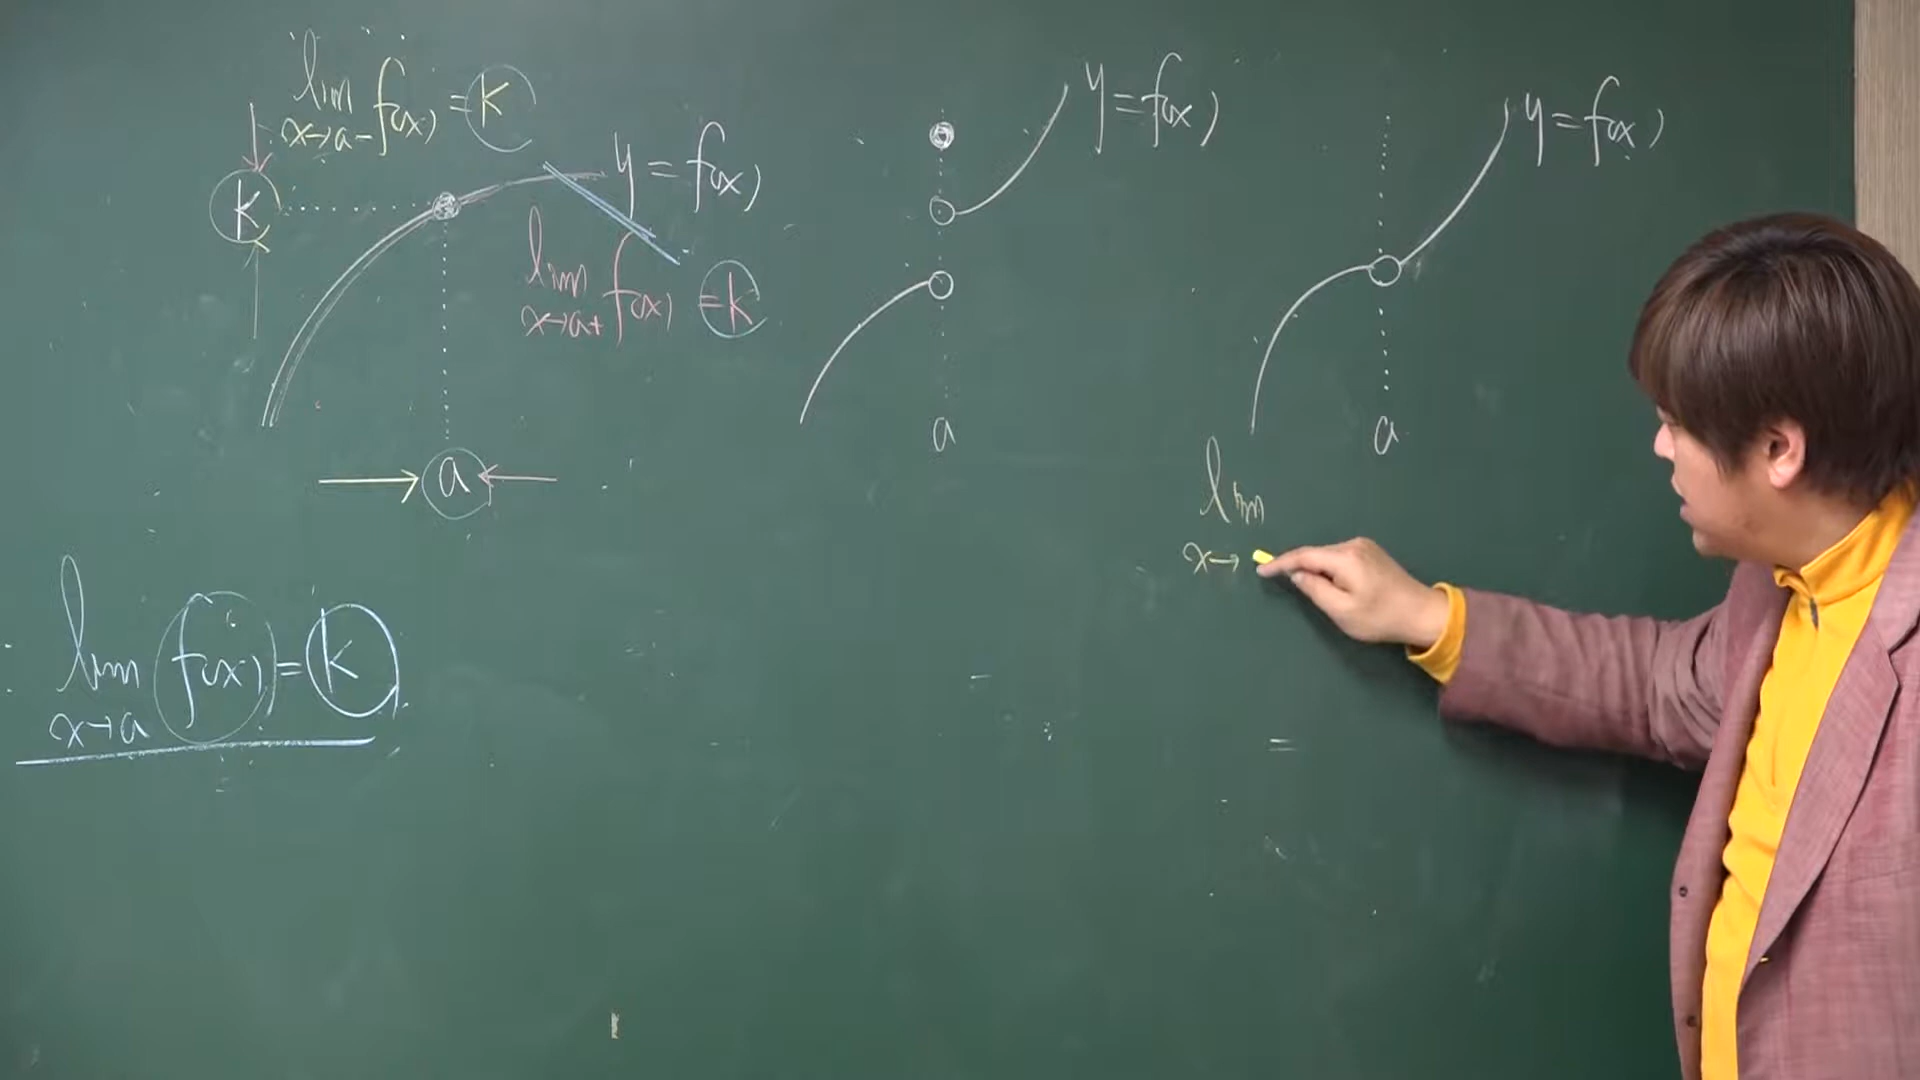 lim f(x) = K
x→a-
K
y = f(x)
lim f(x) = k
x→a+
a
y = f(x)
a
y = f(x)
a
lim
x→
lim f(x) = K
x→a